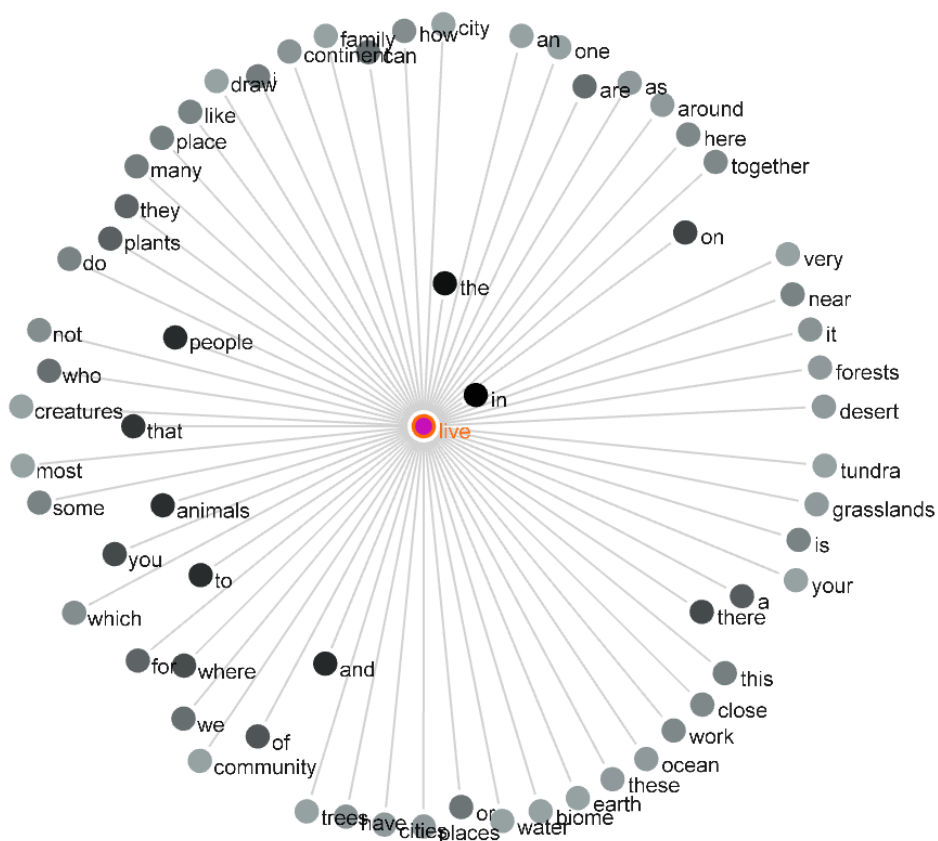 city
how
family
an
continent
can
one
draw
i
are
as
like
around
place
here
many
together
they
on
plants
very
do
the
near
not
people
it
who
forests
in
creatures
that
live
desert
most
tundra
some
animals
grasslands
you
is
to
your
a
which
there
for
where
and
this
we
close
of
work
community
ocean
these
earth
trees
have
cities
places
or
water
biome